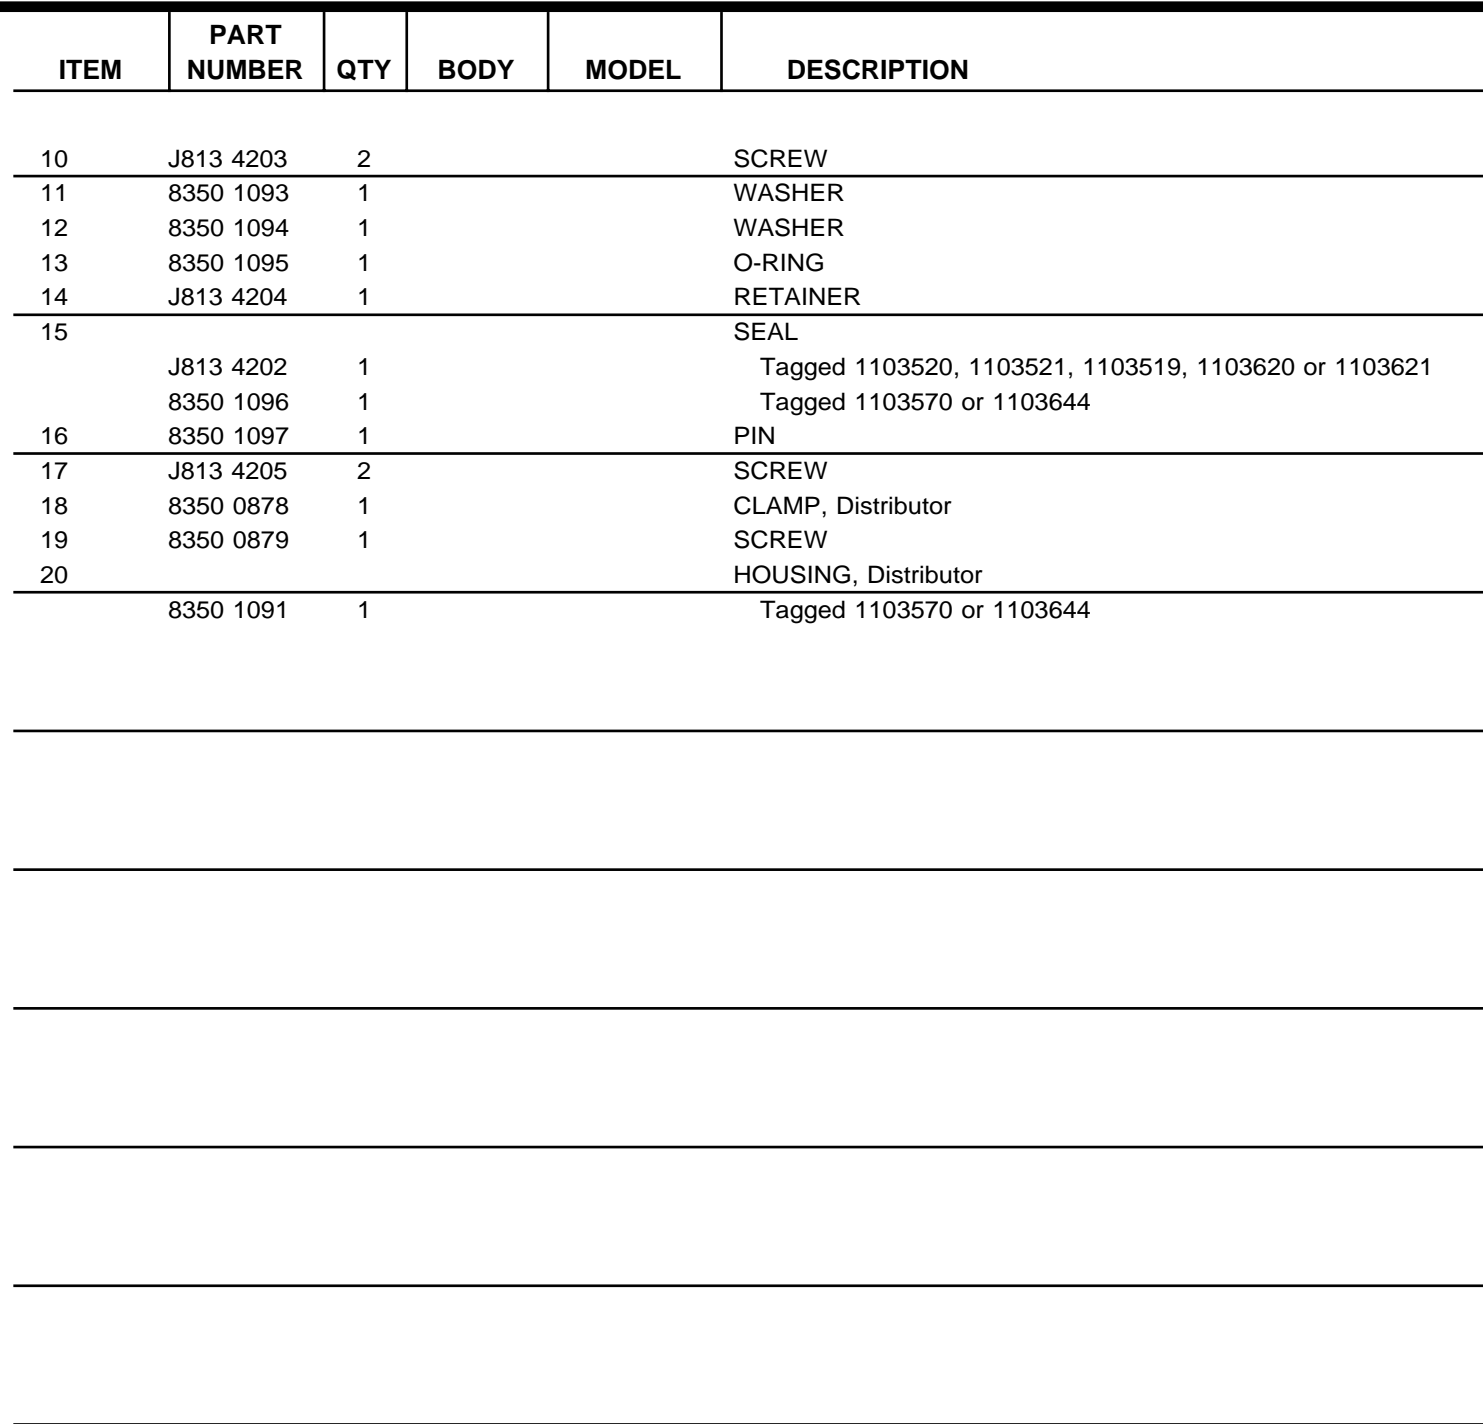 PART
ITEM NUMBER QTY BODY MODEL DESCRIPTION
10 J813 4203 2 SCREW
11 8350 1093 1 WASHER
12 8350 1094 1 WASHER
13 8350 1095 1 O-RING
14 J813 4204 1 RETAINER
15 SEAL
J813 4202 1 Tagged 1103520, 1103521, 1103519, 1103620 or 1103621
8350 1096 1 Tagged 1103570 or 1103644
16 8350 1097 1 PIN
17 J813 4205 2 SCREW
18 8350 0878 1 CLAMP, Distributor
19 8350 0879 1 SCREW
20 HOUSING, Distributor
8350 1091 1 Tagged 1103570 or 1103644